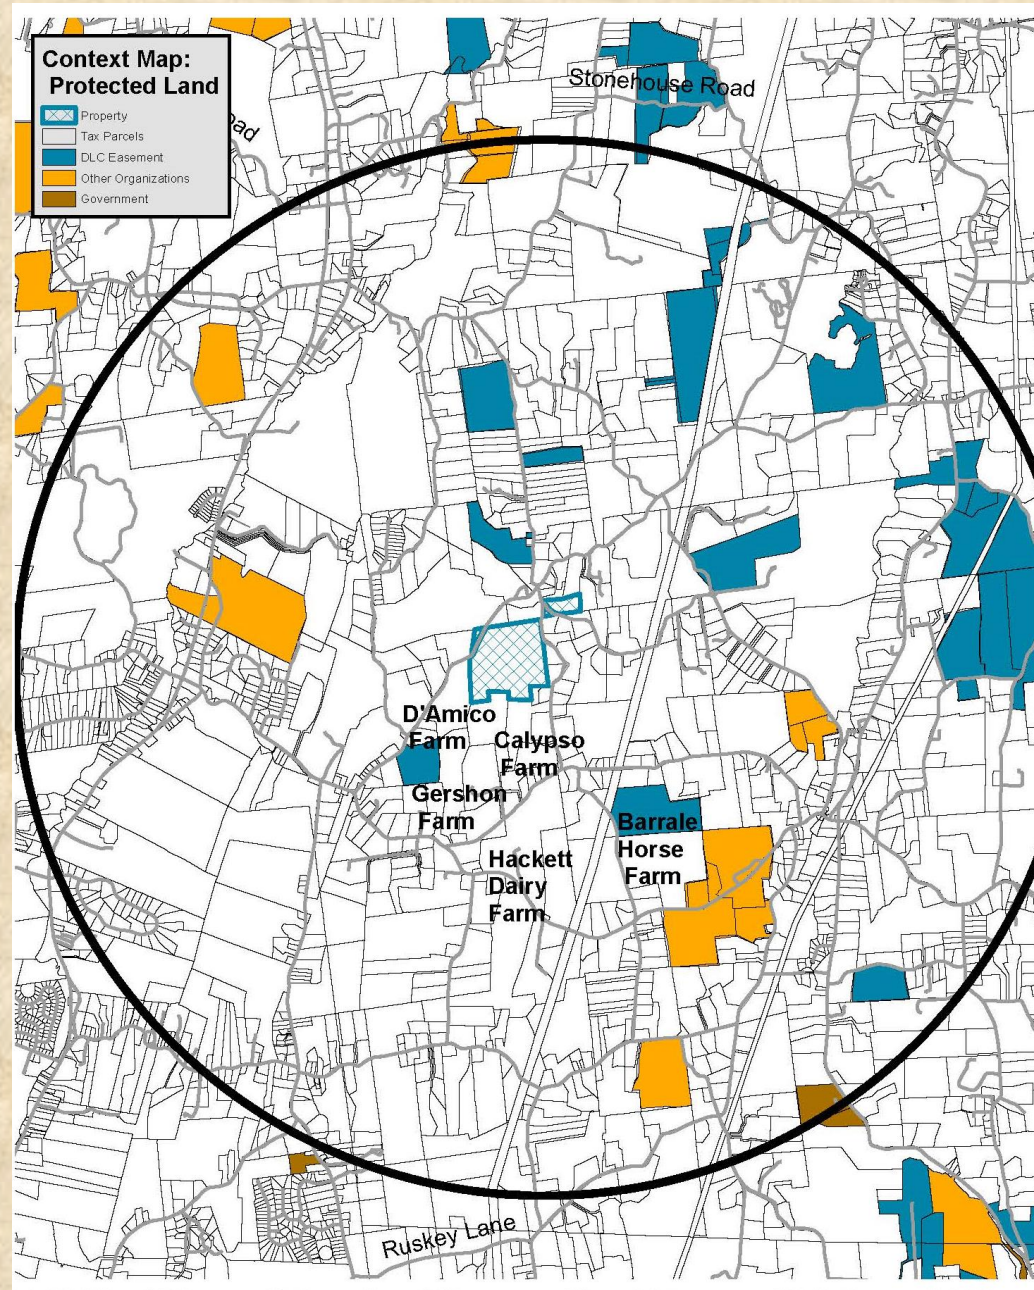 Context Map:
Protected Land
Property
Tax Parcels
DLC Easement
Other Organizations
Government
Stonehouse Road
D'Amico
Farm
Calypso
Farm
Gershon
Farm
Barrale
Horse
Farm
Hackett
Dairy
Farm
Ruskey Lane